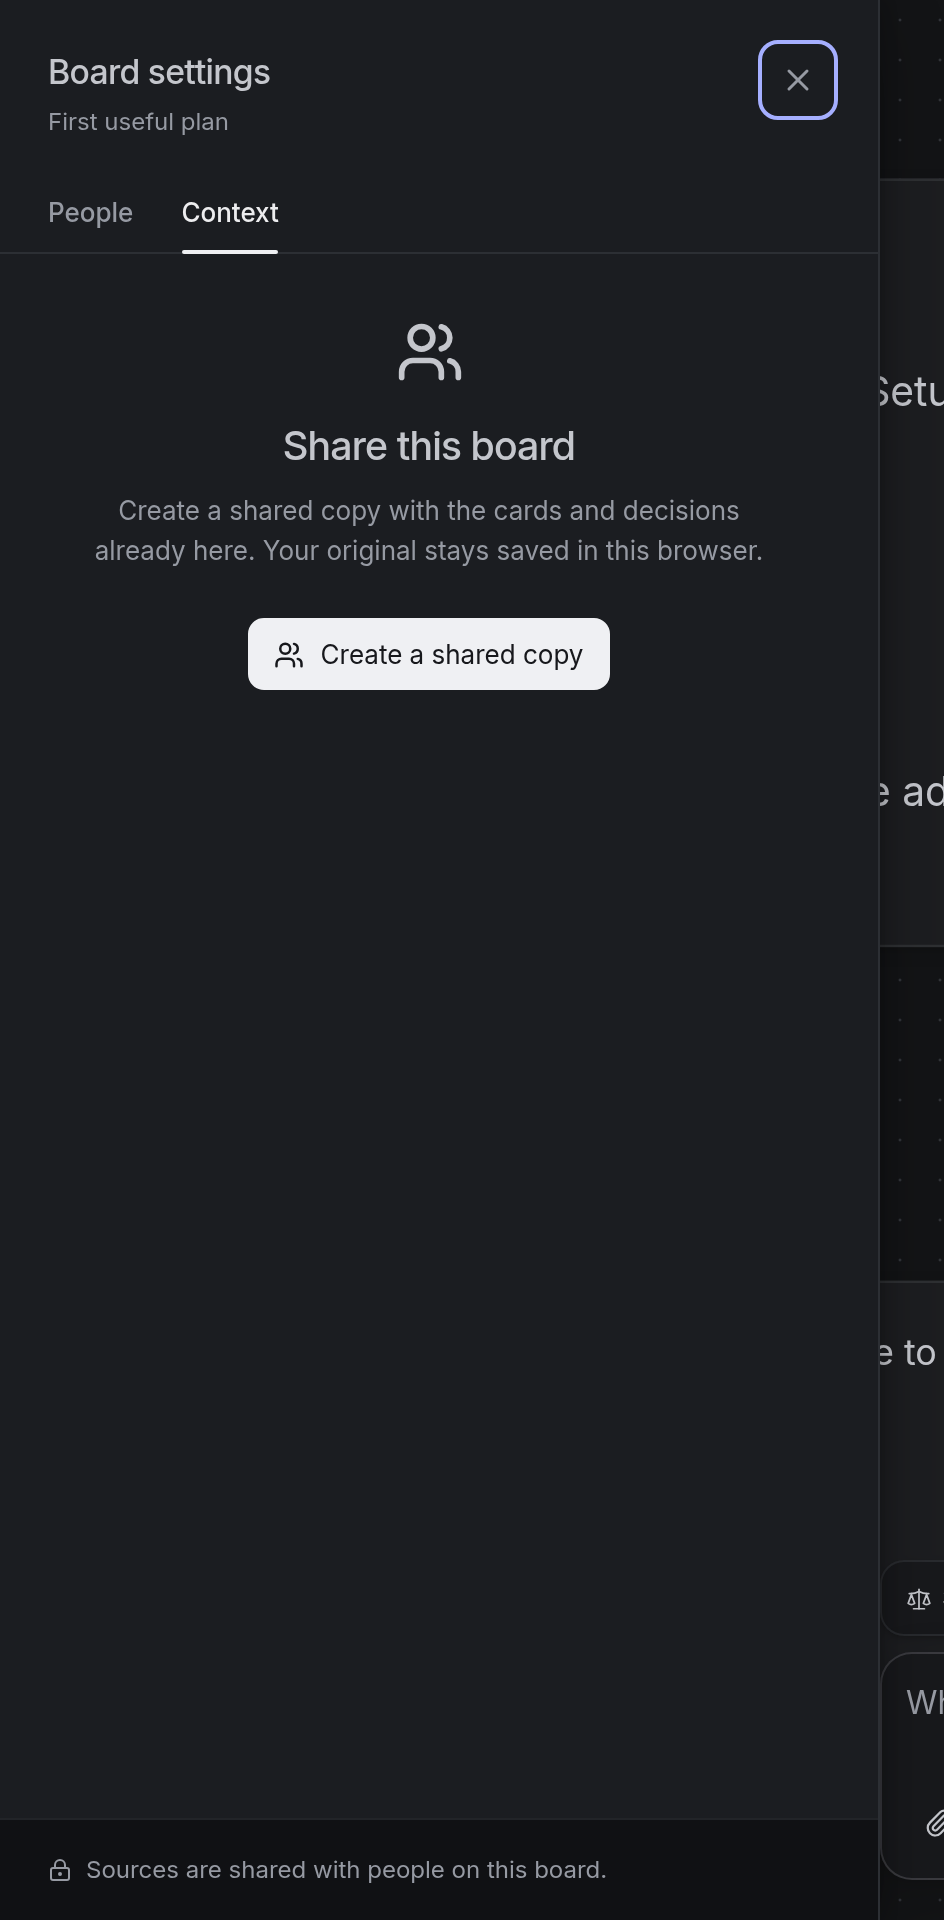 Board settings
First useful plan
People
Context
Share this board
Create a shared copy with the cards and decisions
already here. Your original stays saved in this browser.
Create a shared copy
Sources are shared with people on this board.